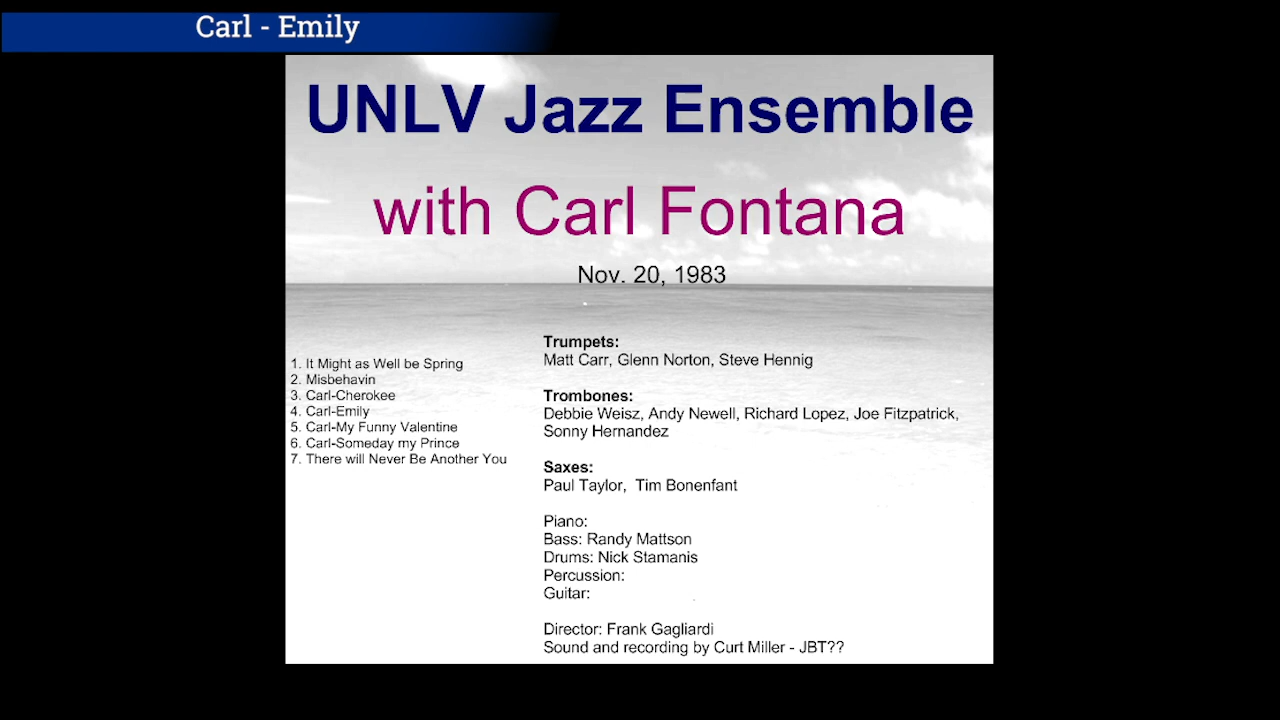 Carl - Emily
UNLV Jazz Ensemble
with Carl Fontana
Nov. 20, 1983
1. It Might as Well be Spring
2. Misbehavin
3. Carl-Cherokee
4. Carl-Emily
5. Carl-My Funny Valentine
6. Carl-Someday my Prince
7. There will Never Be Another You
Trumpets:
Matt Carr, Glenn Norton, Steve Hennig
Trombones:
Debbie Weisz, Andy Newell, Richard Lopez, Joe Fitzpatrick,
Sonny Hernandez
Saxes:
Paul Taylor,  Tim Bonenfant
Piano:
Bass: Randy Mattson
Drums: Nick Stamanis
Percussion:
Guitar:
Director: Frank Gagliardi
Sound and recording by Curt Miller - JBT??